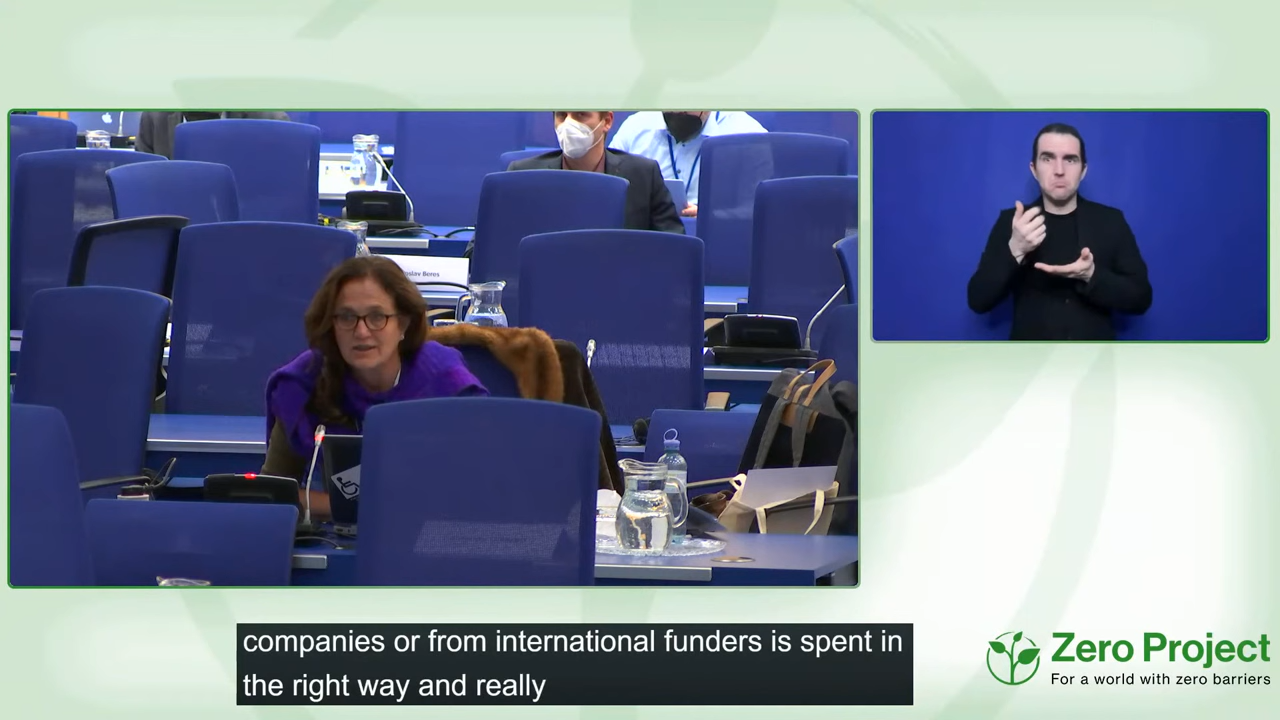 companies or from international funders is spent in
the right way and really
Zero Project
For a world with zero barriers